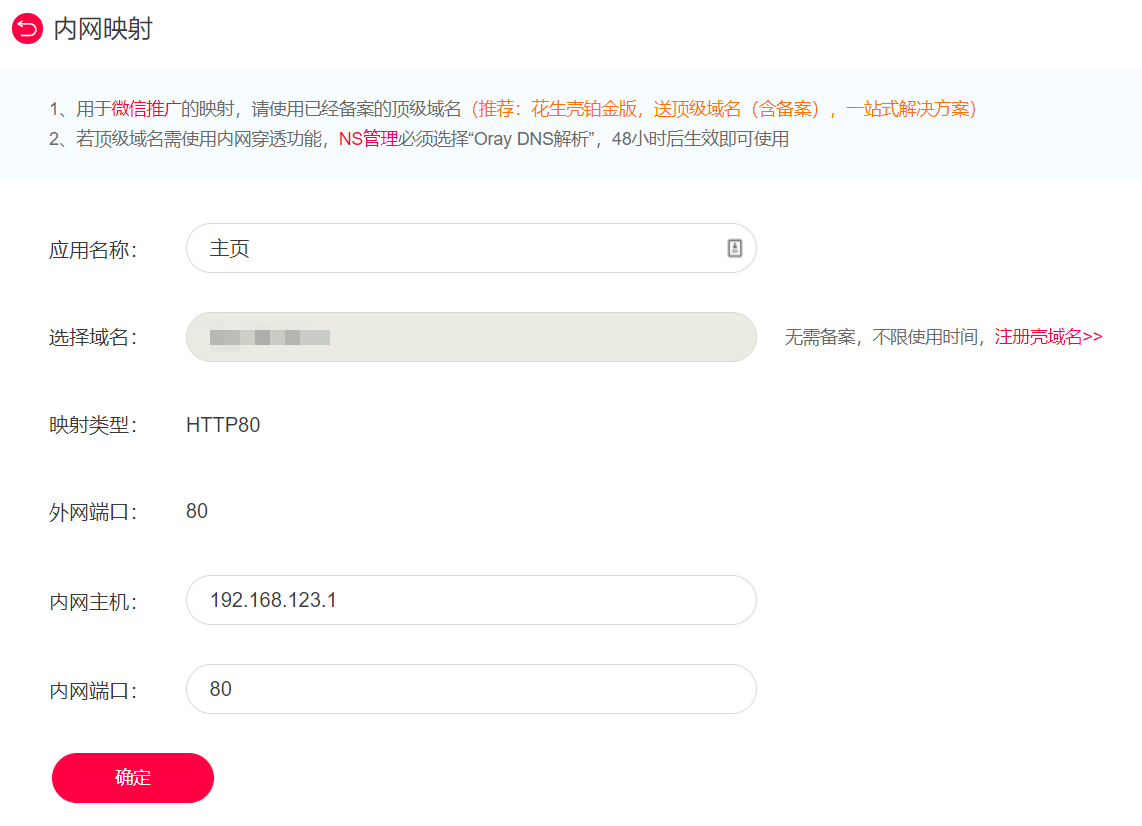 内网映射
1、用于微信推广的映射，请使用已经备案的顶级域名（推荐：花生壳铂金版，送顶级域名（含备案），一站式解决方案）
2、若顶级域名需使用内网穿透功能，NS管理必须选择“Oray DNS解析”，48小时后生效即可使用
应用名称： 主页
选择域名： 无需备案，不限使用时间，注册壳域名>>
映射类型： HTTP80
外网端口： 80
内网主机： 192.168.123.1
内网端口： 80
确定